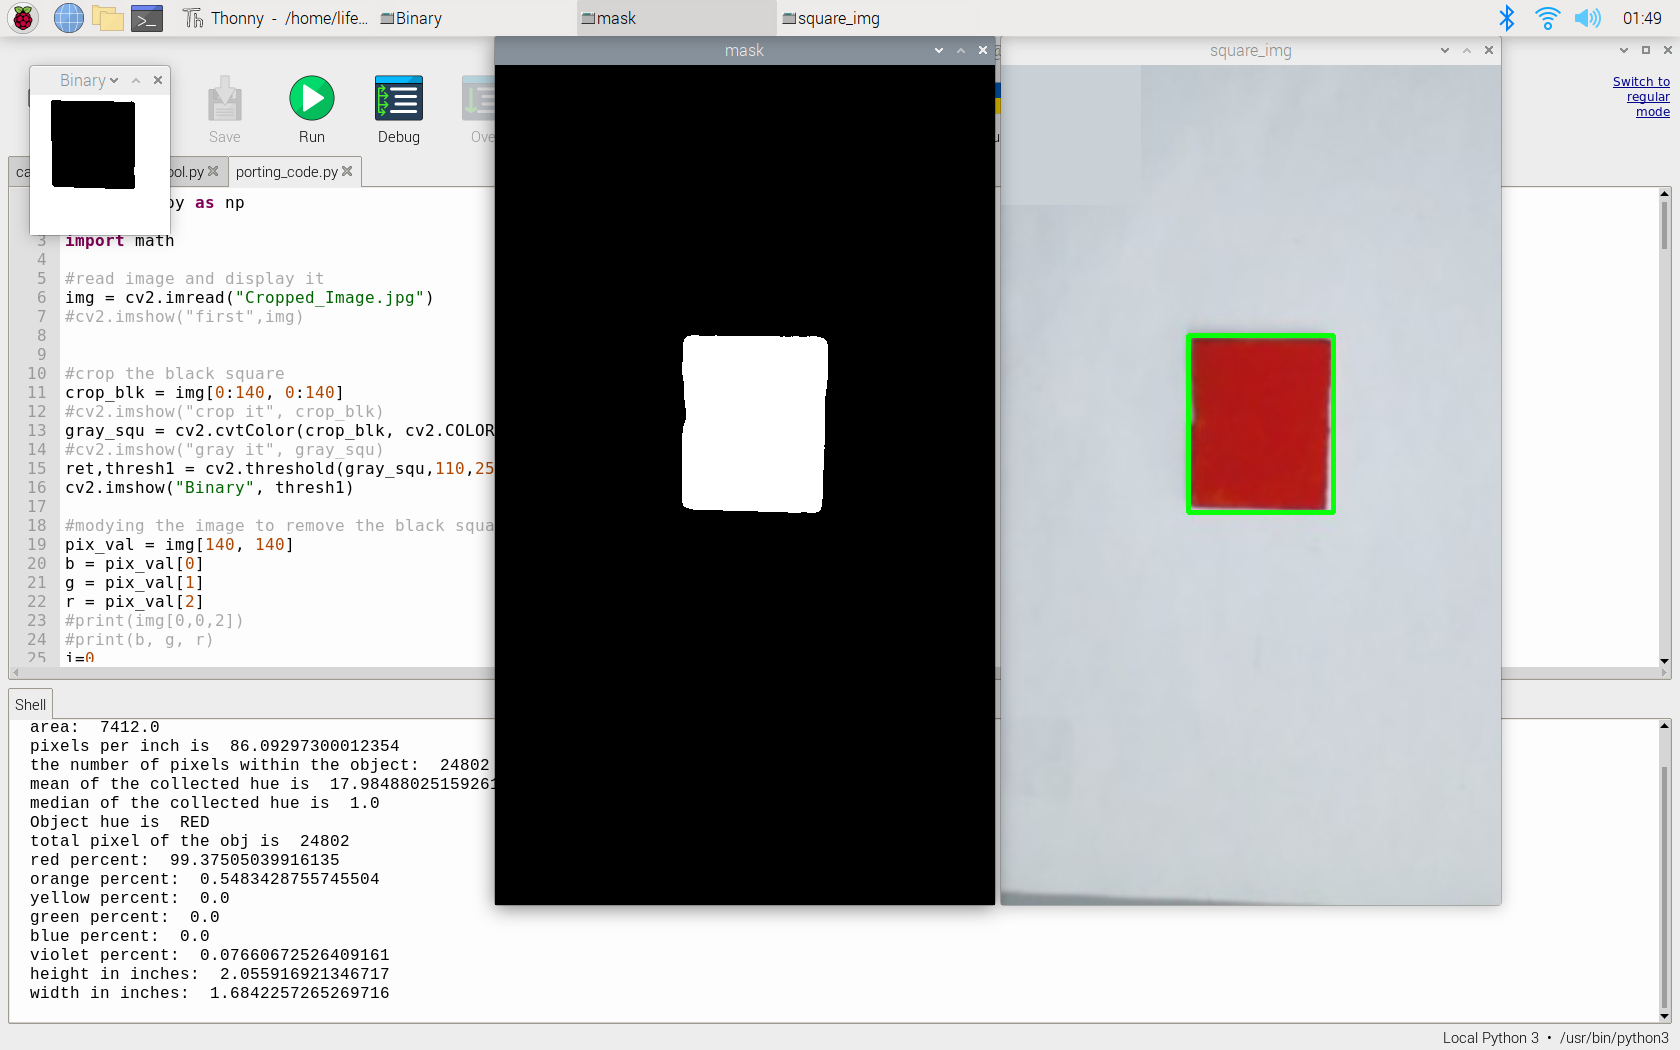 Thonny - /home/life...
Binary
mask
square_img
01:49
mask
square_img
Binary
Switch to
regular
mode
Save
Run
Debug
Ove
ca
ool.py
porting_code.py
py as np
3 import math
4
5 #read image and display it
6 img = cv2.imread("Cropped_Image.jpg")
7 #cv2.imshow("first",img)
8
9
10 #crop the black square
11 crop_blk = img[0:140, 0:140]
12 #cv2.imshow("crop it", crop_blk)
13 gray_squ = cv2.cvtColor(crop_blk, cv2.COLOR
14 #cv2.imshow("gray it", gray_squ)
15 ret,thresh1 = cv2.threshold(gray_squ,110,25
16 cv2.imshow("Binary", thresh1)
17
18 #modying the image to remove the black squa
19 pix_val = img[140, 140]
20 b = pix_val[0]
21 g = pix_val[1]
22 r = pix_val[2]
23 #print(img[0,0,2])
24 #print(b, g, r)
25 i=0
Shell
area:  7412.0
pixels per inch is  86.09297300012354
the number of pixels within the object:  24802
mean of the collected hue is  17.98488025159261
median of the collected hue is  1.0
Object hue is  RED
total pixel of the obj is  24802
red percent:  99.37505039916135
orange percent:  0.5483428755745504
yellow percent:  0.0
green percent:  0.0
blue percent:  0.0
violet percent:  0.07660672526409161
height in inches:  2.055916921346717
width in inches:  1.6842257265269716
Local Python 3 • /usr/bin/python3